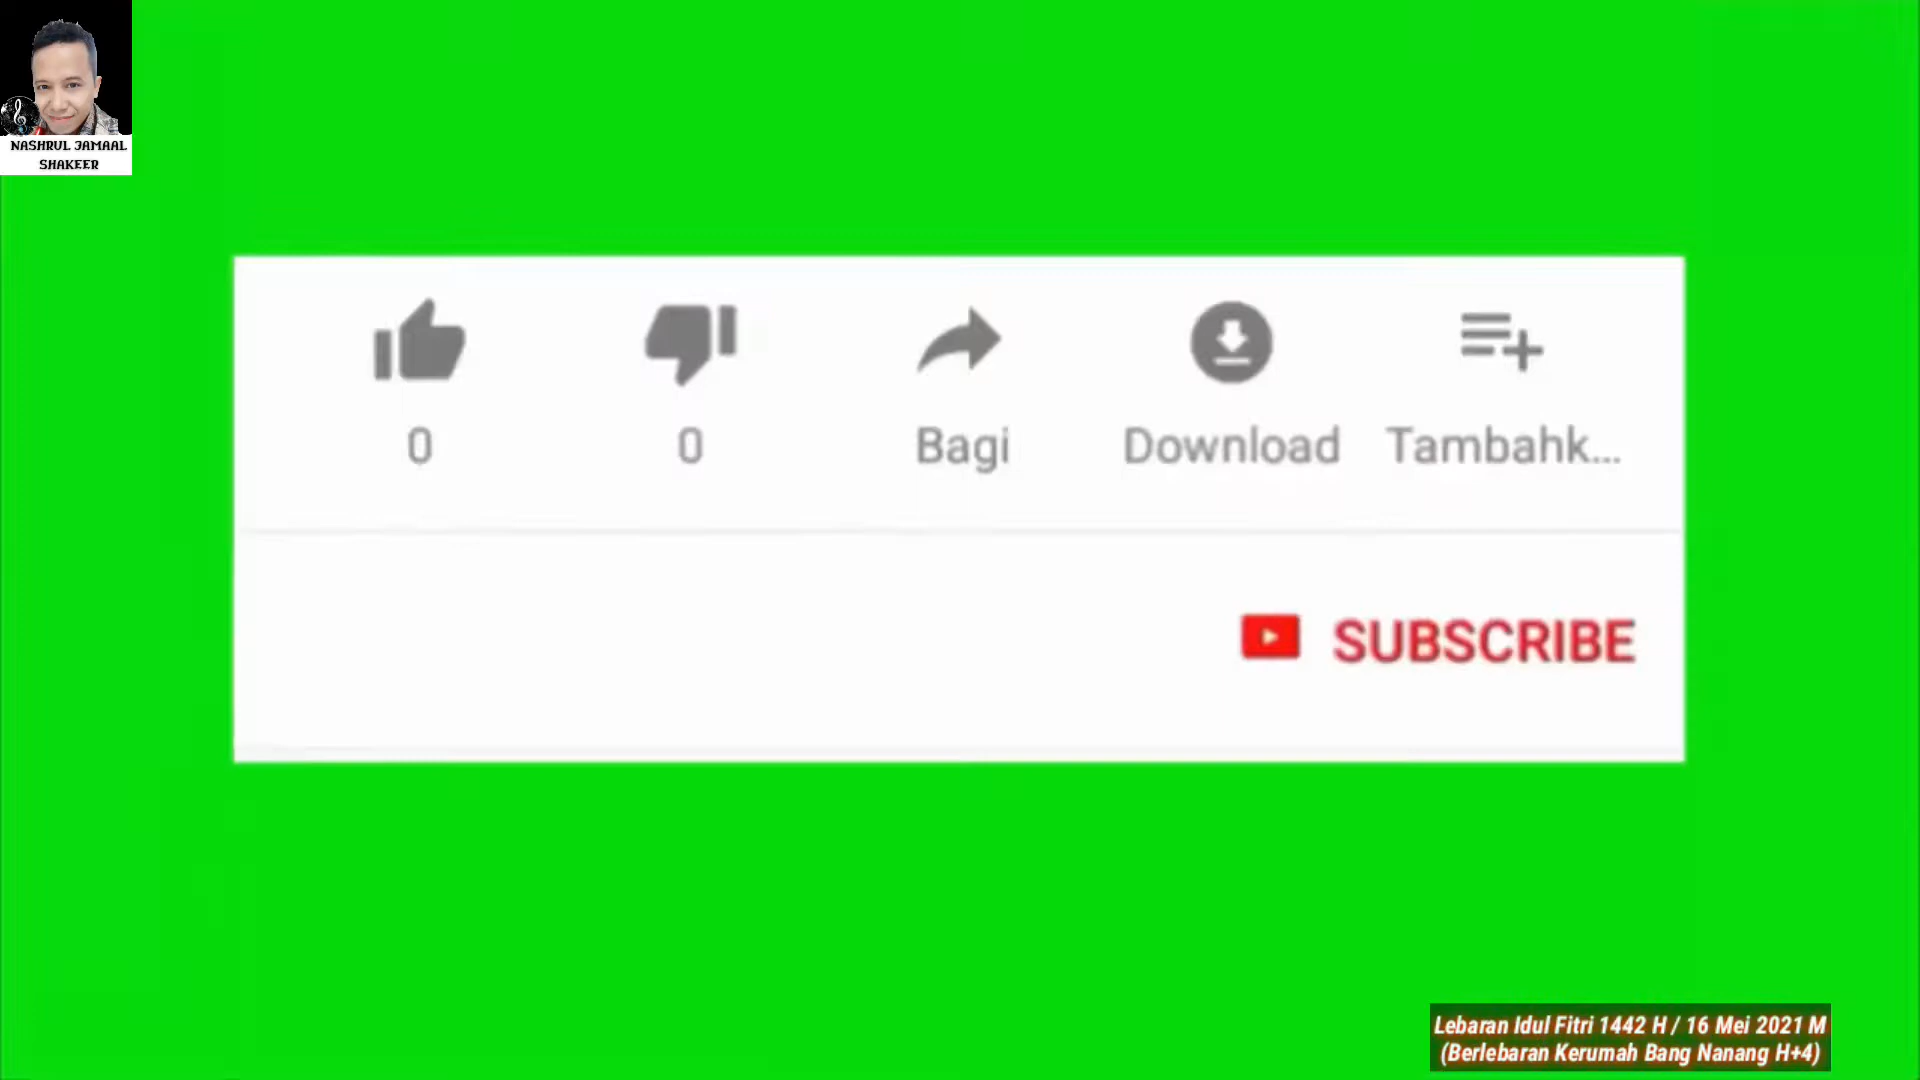 NASHRUL JAMAAL
SHAKEER
0 0 Bagi Download Tambahk...
SUBSCRIBE
Lebaran Idul Fitri 1442 H / 16 Mei 2021 M
(Berlebaran Kerumah Bang Nanang H+4)